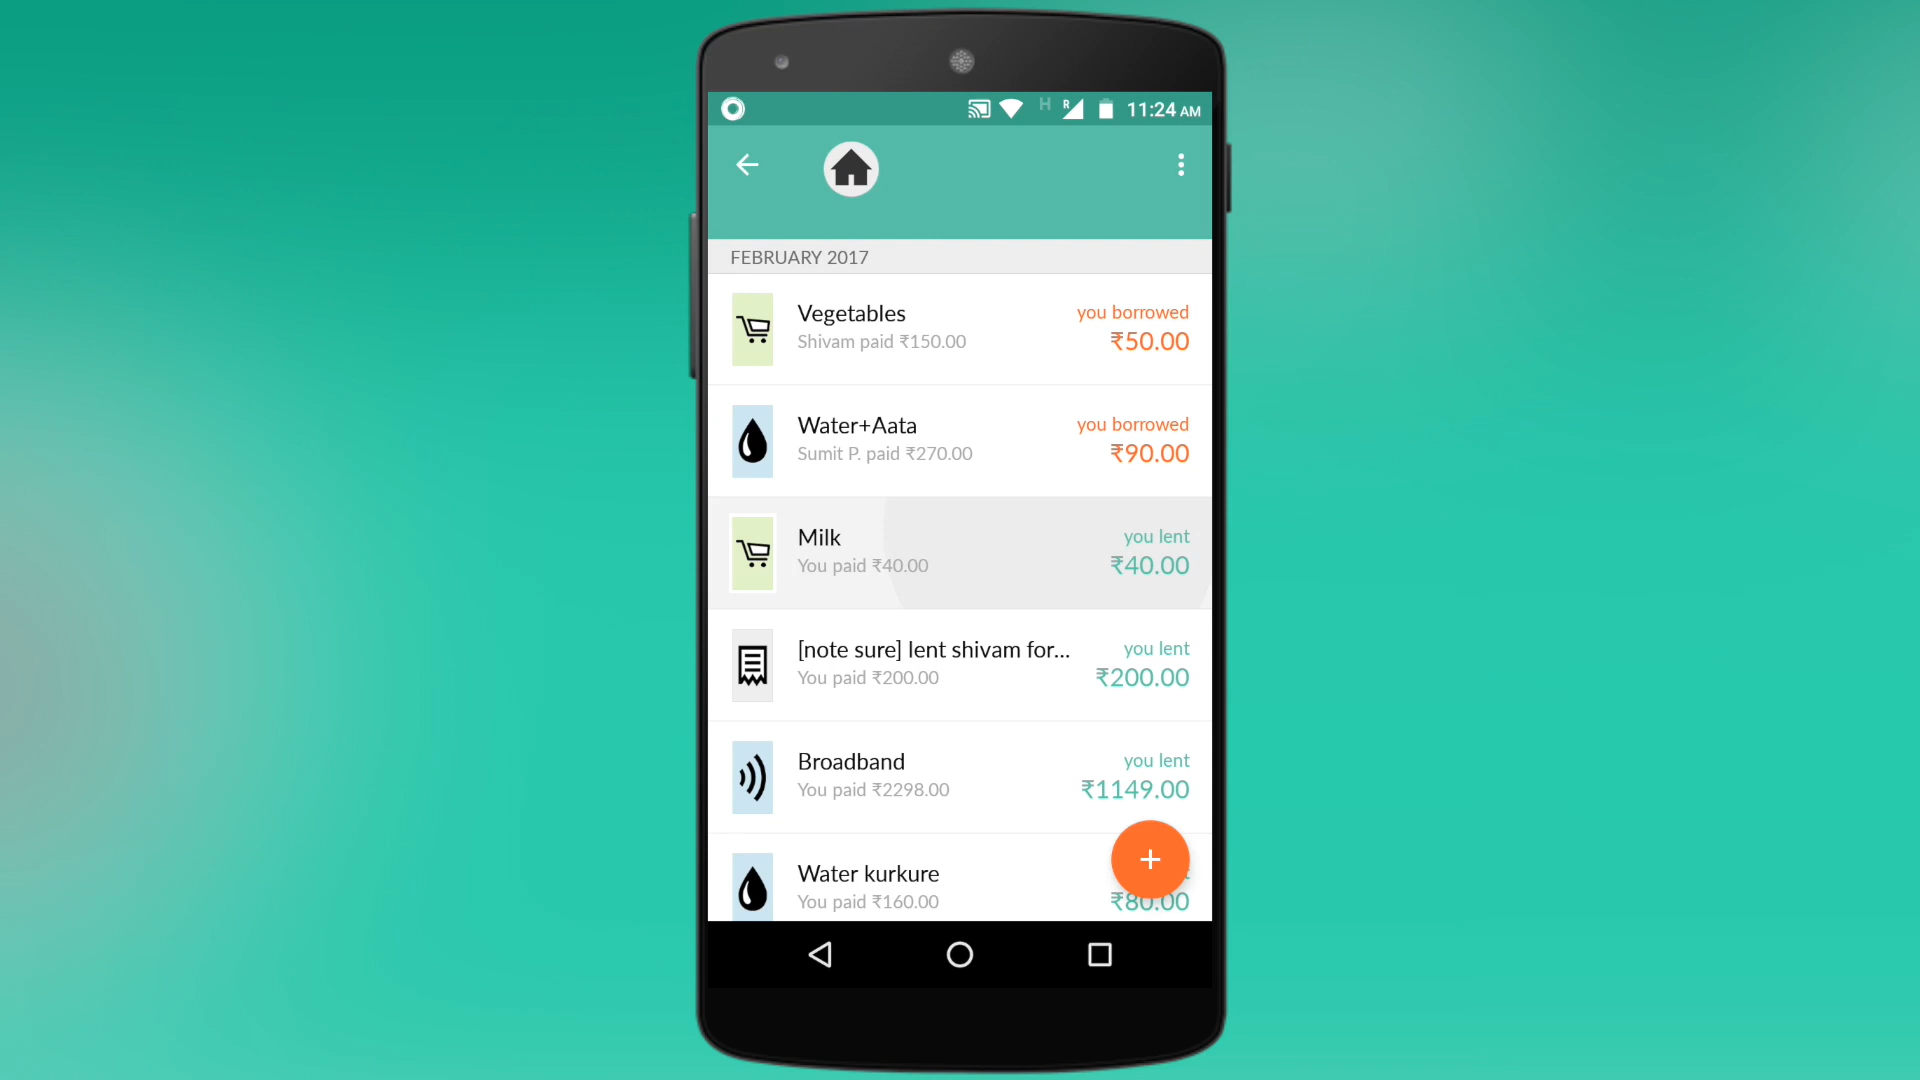 H R 11:24 AM
FEBRUARY 2017
Vegetables
you borrowed
Shivam paid ₹150.00
₹50.00
Water+Aata
you borrowed
Sumit P. paid ₹270.00
₹90.00
Milk
you lent
You paid ₹40.00
₹40.00
[note sure] lent shivam for...
you lent
You paid ₹200.00
₹200.00
Broadband
you lent
You paid ₹2298.00
₹1149.00
Water kurkure
You paid ₹160.00
₹80.00